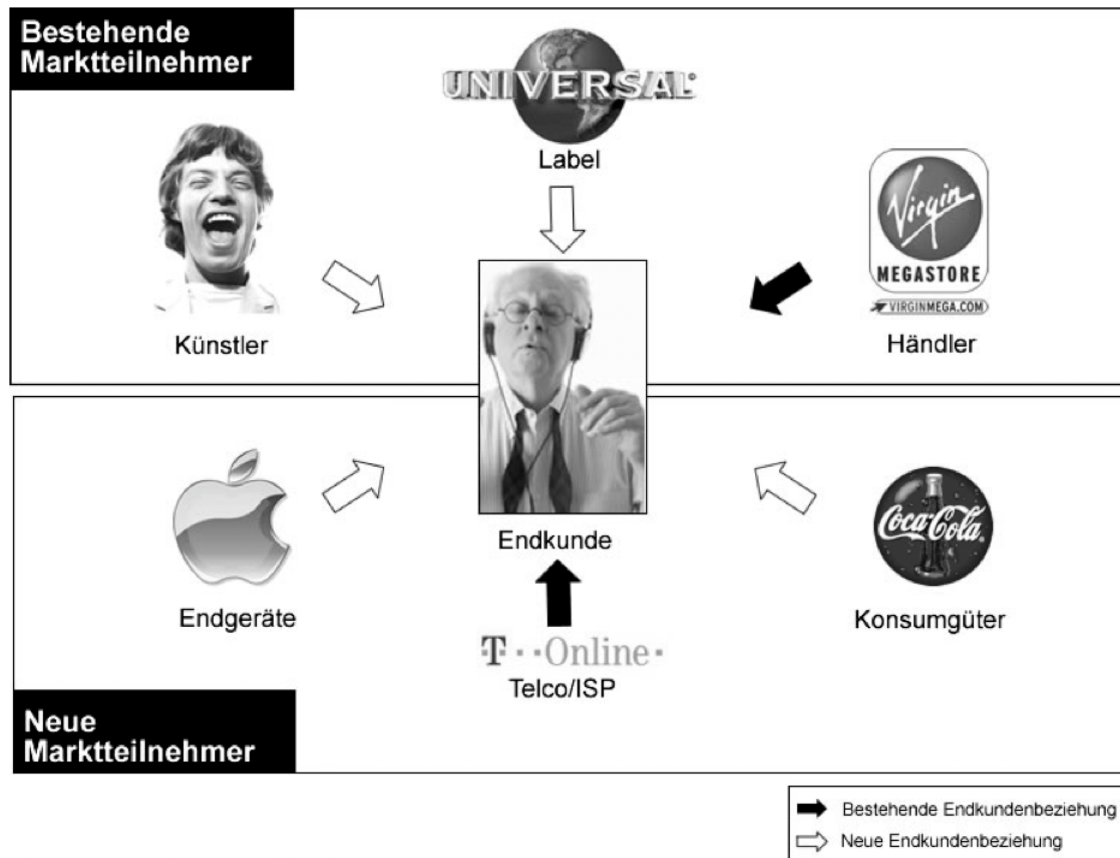 Bestehende
Marktteilnehmer
UNIVERSAL
Label
Virgin
MEGASTORE
VIRGINMEGA.COM
Künstler
Händler
Endkunde
Coca-Cola
Endgeräte
Konsumgüter
T··Online·
Telco/ISP
Neue
Marktteilnehmer
Bestehende Endkundenbeziehung
Neue Endkundenbeziehung